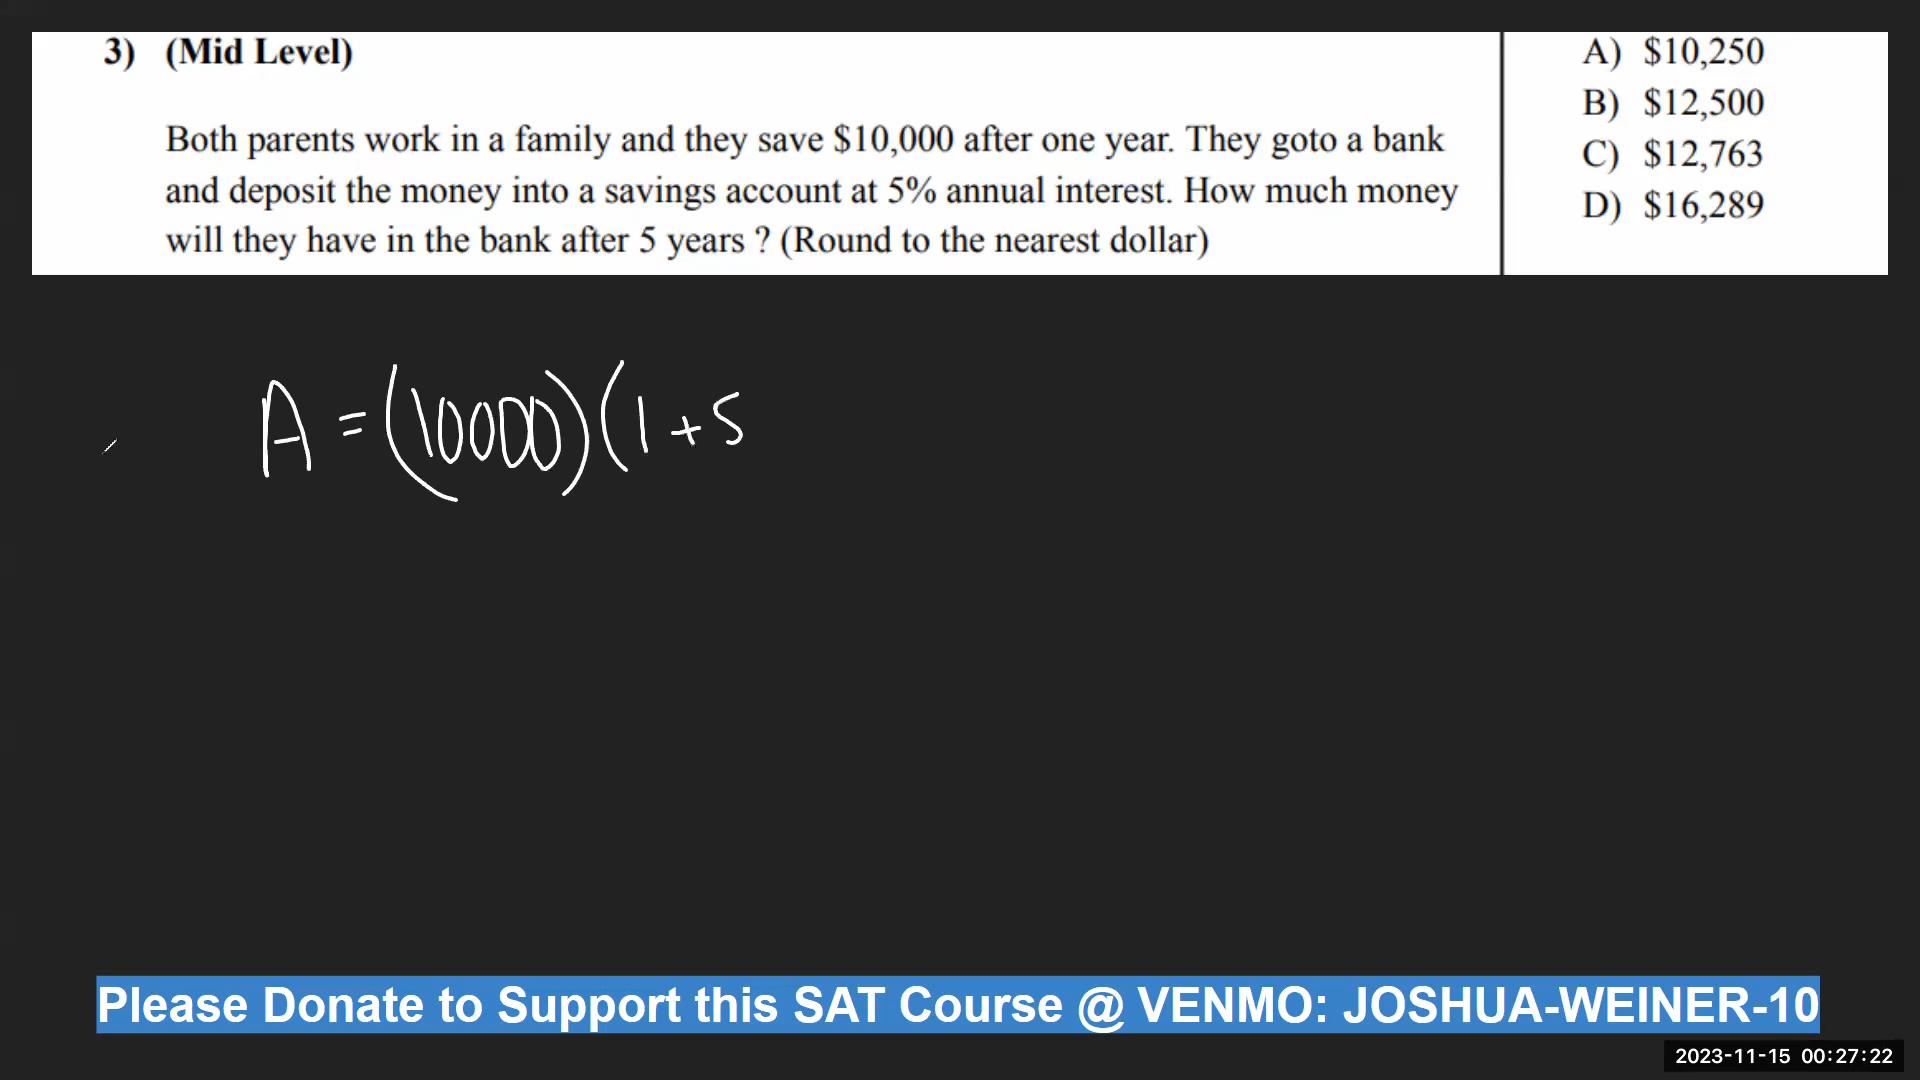 3) (Mid Level)
Both parents work in a family and they save $10,000 after one year. They goto a bank
and deposit the money into a savings account at 5% annual interest. How much money
will they have in the bank after 5 years ? (Round to the nearest dollar)
A) $10,250
B) $12,500
C) $12,763
D) $16,289
A = (10000)(1 + 5
Please Donate to Support this SAT Course @ VENMO: JOSHUA-WEINER-10
2023-11-15 00:27:22